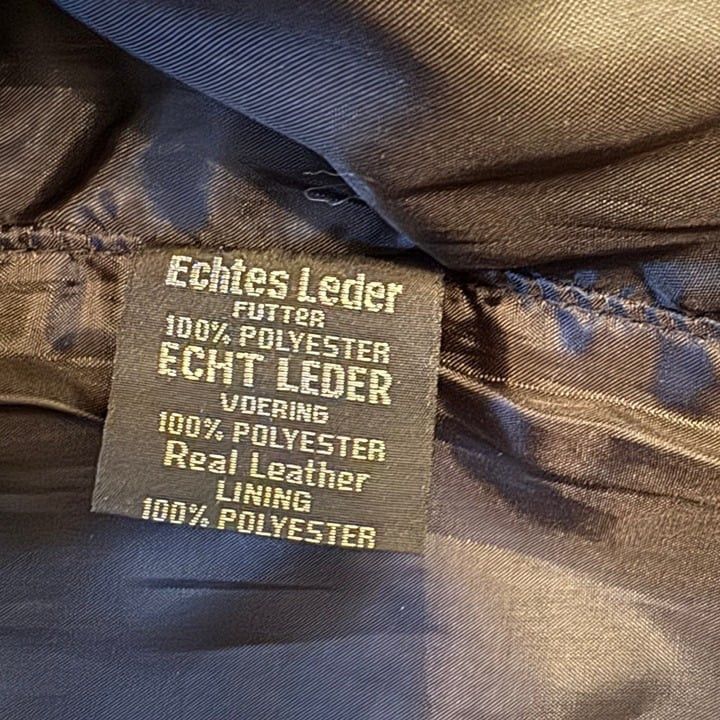 Echtes Leder
FUTTER
100% POLYESTER
ECHT LEDER
VOERING
100% POLYESTER
Real Leather
LINING
100% POLYESTER